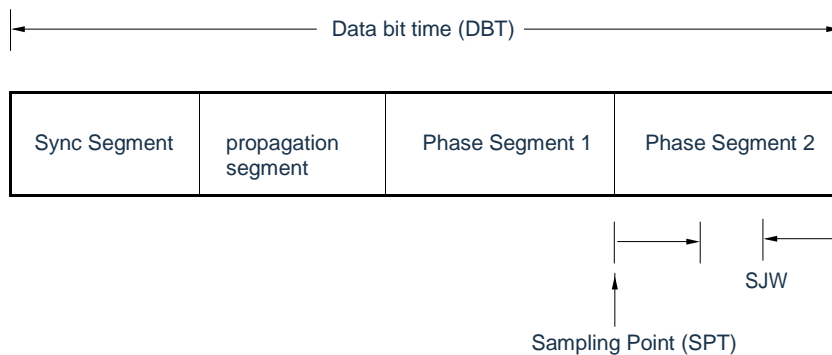 Data bit time (DBT)
Sync Segment
propagation
segment
Phase Segment 1
Phase Segment 2
SJW
Sampling Point (SPT)